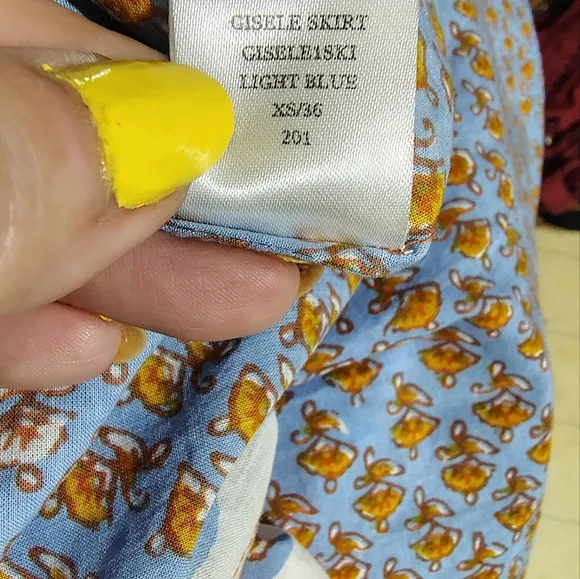 GISELE SKIRT
GISELE1SKI
LIGHT BLUE
XS/36
201